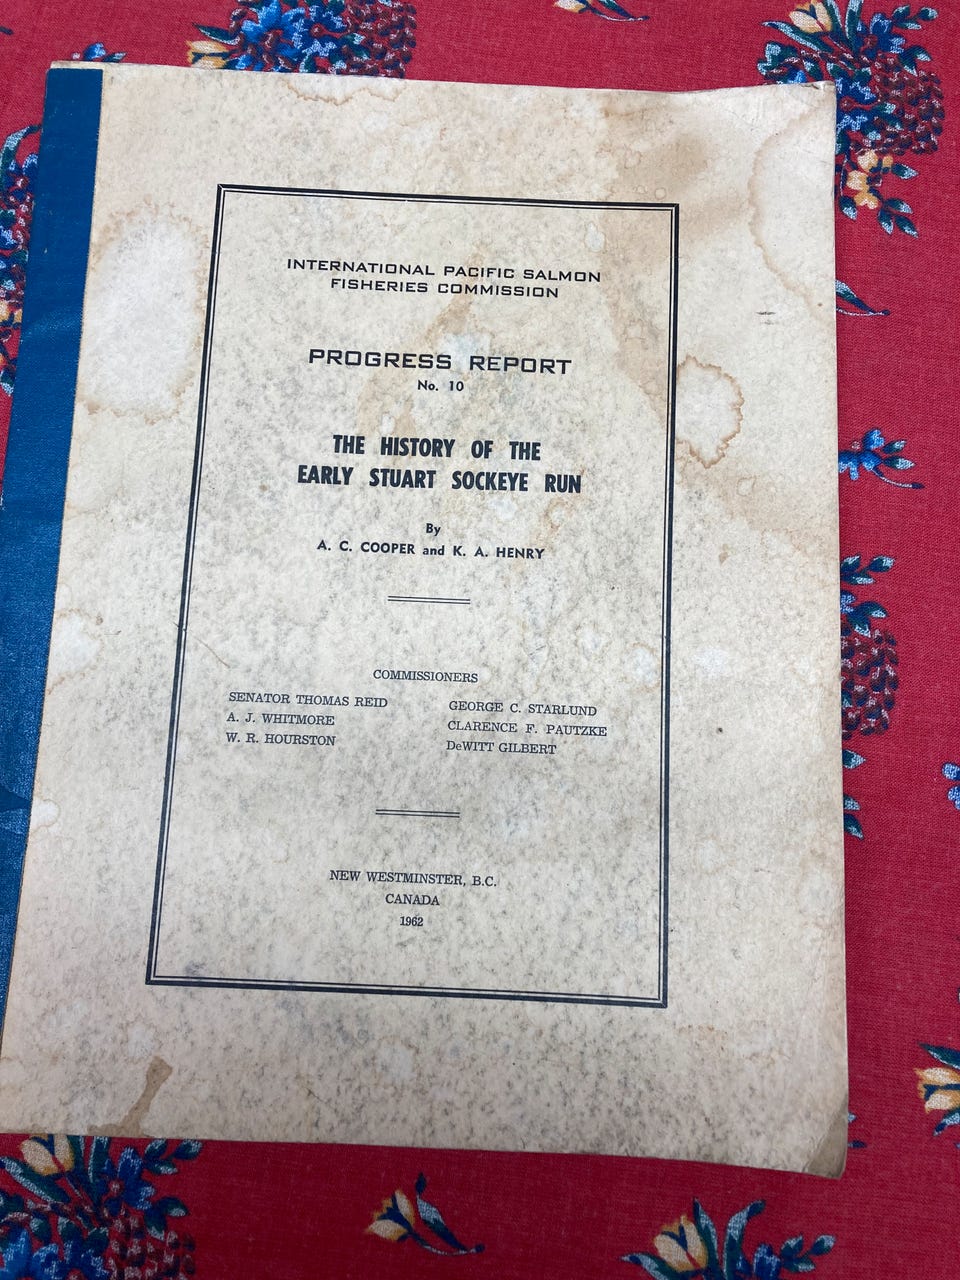 INTERNATIONAL PACIFIC SALMON
FISHERIES COMMISSION
PROGRESS REPORT
No. 10
THE HISTORY OF THE
EARLY STUART SOCKEYE RUN
By
A. C. COOPER and K. A. HENRY
COMMISSIONERS
SENATOR THOMAS REID
A. J. WHITMORE
W. R. HOURSTON
GEORGE C. STARLUND
CLARENCE F. PAUTZKE
DeWITT GILBERT
NEW WESTMINSTER, B.C.
CANADA
1962